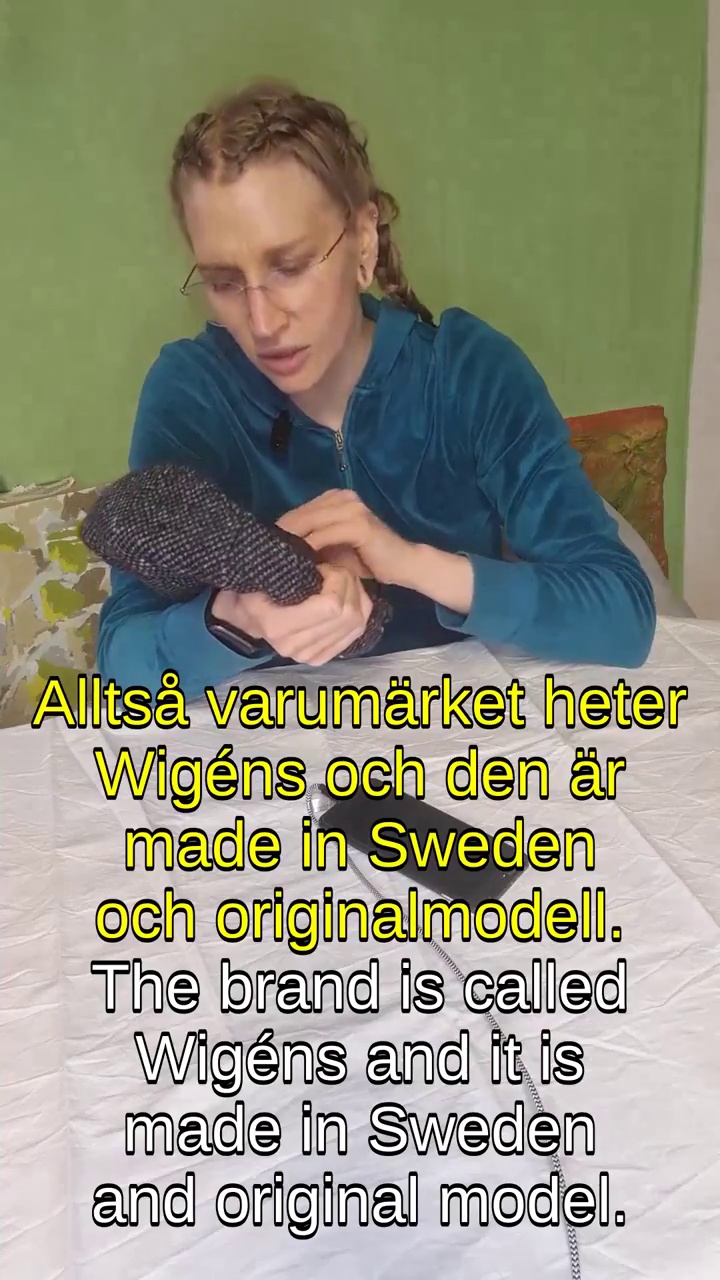 Alltså varumärket heter
Wigéns och den är
made in Sweden
och originalmodell.
The brand is called
Wigéns and it is
made in Sweden
and original model.